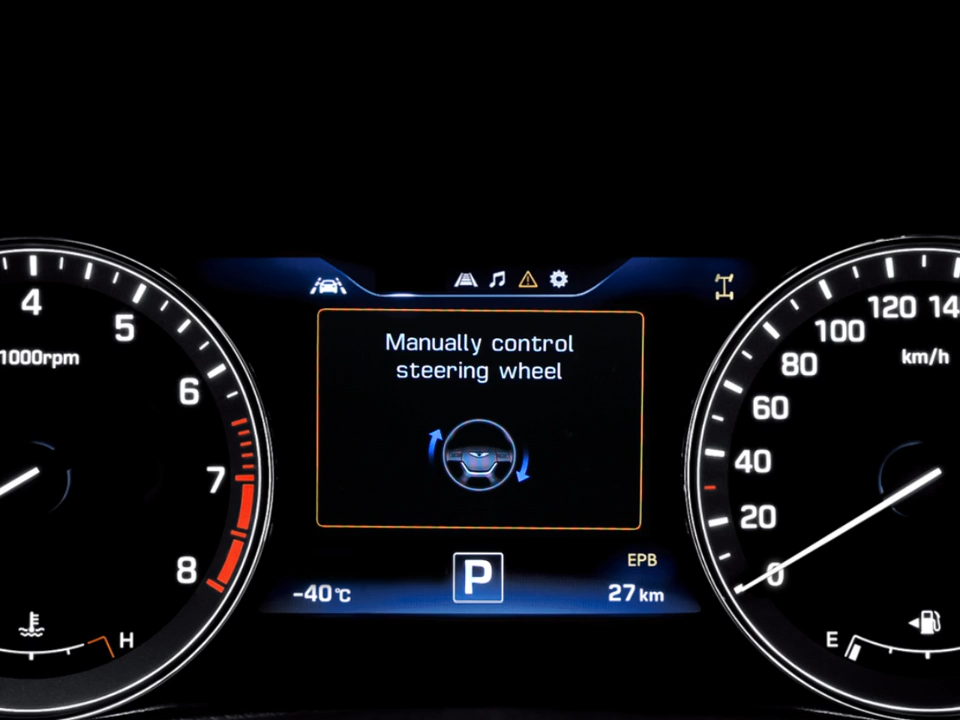 4
5
6
7
8
1000rpm
H
Manually control
steering wheel
P
EPB
-40°C
27 km
120
100
80
60
40
20
0
km/h
E